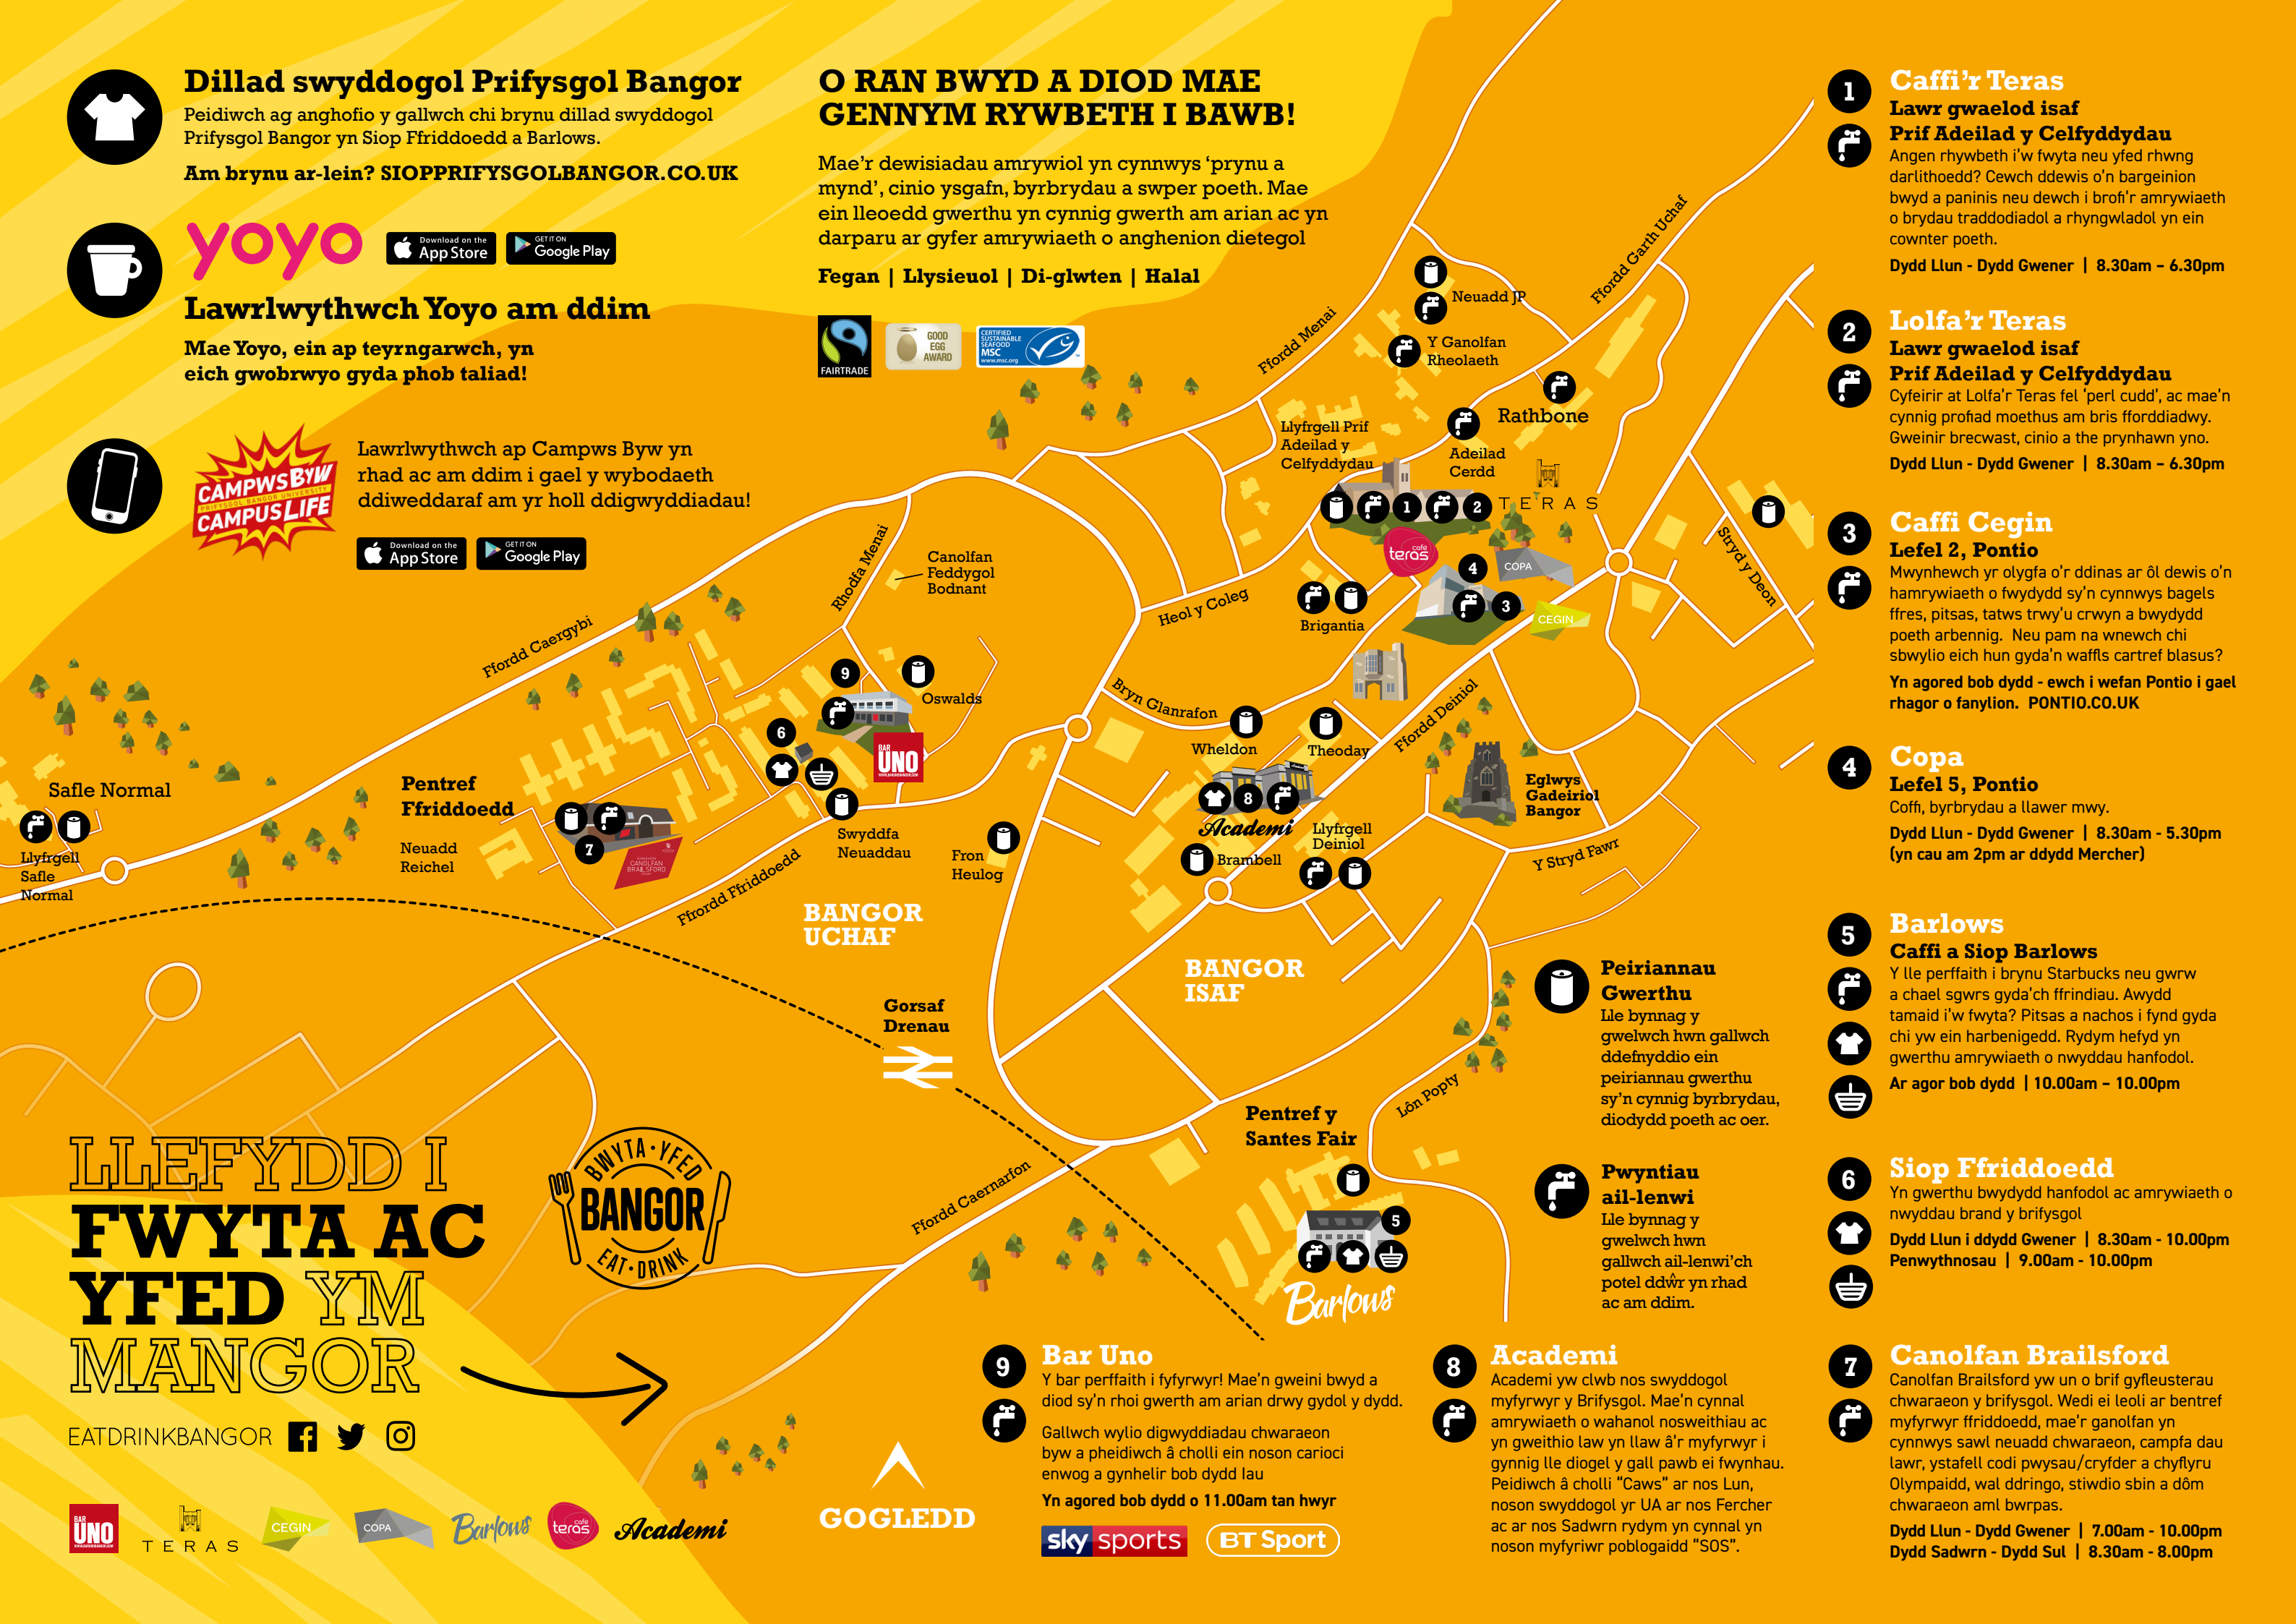 Dillad swyddogol Prifysgol Bangor
Peidiwch ag anghofio y gallwch chi brynu dillad swyddogol
Prifysgol Bangor yn Siop Ffriddoedd a Barlows.
Am brynu ar-lein? SIOPPRIFYSGOLBANGOR.CO.UK
yoyo
Download on the
App Store
GET IT ON
Google Play
Lawrlwythwch Yoyo am ddim
Mae Yoyo, ein ap teyrngarwch, yn
eich gwobrwyo gyda phob taliad!
CAMPWS BYW
PRIFYSGOL BANGOR UNIVERSITY
CAMPUS LIFE
Lawrlwythwch ap Campws Byw yn
rhad ac am ddim i gael y wybodaeth
ddiweddaraf am yr holl ddigwyddiadau!
Download on the
App Store
GET IT ON
Google Play
O RAN BWYD A DIOD MAE
GENNYM RYWBETH I BAWB!
Mae'r dewisiadau amrywiol yn cynnwys 'prynu a
mynd', cinio ysgafn, byrbrydau a swper poeth. Mae
ein lleoedd gwerthu yn cynnig gwerth am arian ac yn
darparu ar gyfer amrywiaeth o anghenion dietegol
Fegan | Llysieuol | Di-glwten | Halal
FAIRTRADE
GOOD
EGG
AWARD
CERTIFIED
SUSTAINABLE
SEAFOOD
MSC
www.msc.org
Ffordd Menai
Ffordd Garth Uchaf
Neuadd JP
Y Ganolfan
Rheolaeth
Rathbone
Llyfrgell Prif
Adeilad y
Celfyddydau
Adeilad
Cerdd
1
2
TERAS
café
teras
4
COPA
3
CEGIN
Stryd y Deon
Brigantia
Heol y Coleg
Rhodfa Menai
Canolfan
Feddygol
Bodnant
Ffordd Caergybi
9
Oswalds
6
BAR
UNO
Bryn Glanrafon
Wheldon
Theoday
Ffordd Deiniol
Eglwys
Gadeiriol
Bangor
8
Academi
Llyfrgell
Deiniol
Brambell
Y Stryd Fawr
Safle Normal
Llyfrgell
Safle
Normal
Pentref
Ffriddoedd
Neuadd
Reichel
7
CANOLFAN
BRAILSFORD
Swyddfa
Neuaddau
Fron
Heulog
Ffrordd Ffriddoedd
BANGOR
UCHAF
BANGOR
ISAF
Gorsaf
Drenau
Lôn Popty
Pentref y
Santes Fair
5
Barlows
Ffordd Caernarfon
Peiriannau
Gwerthu
Lle bynnag y
gwelwch hwn gallwch
ddefnyddio ein
peiriannau gwerthu
sy'n cynnig byrbrydau,
diodydd poeth ac oer.
Pwyntiau
ail-lenwi
Lle bynnag y
gwelwch hwn
gallwch ail-lenwi'ch
potel ddŵr yn rhad
ac am ddim.
LLEFYDD I
FWYTA AC
YFED YM
MANGOR
BWYTA · YFED
BANGOR
EAT · DRINK
EATDRINKBANGOR
BAR
UNO
TERAS
CEGIN
COPA
Barlows
café
teras
Academi
GOGLEDD
1
Caffi'r Teras
Lawr gwaelod isaf
Prif Adeilad y Celfyddydau
Angen rhywbeth i'w fwyta neu yfed rhwng
darlithoedd? Cewch ddewis o'n bargeinion
bwyd a paninis neu dewch i brofi'r amrywiaeth
o brydau traddodiadol a rhyngwladol yn ein
cownter poeth.
Dydd Llun - Dydd Gwener | 8.30am – 6.30pm
2
Lolfa'r Teras
Lawr gwaelod isaf
Prif Adeilad y Celfyddydau
Cyfeirir at Lolfa'r Teras fel 'perl cudd', ac mae'n
cynnig profiad moethus am bris fforddiadwy.
Gweinir brecwast, cinio a the prynhawn yno.
Dydd Llun - Dydd Gwener | 8.30am – 6.30pm
3
Caffi Cegin
Lefel 2, Pontio
Mwynhewch yr olygfa o'r ddinas ar ôl dewis o'n
hamrywiaeth o fwydydd sy'n cynnwys bagels
ffres, pitsas, tatws trwy'u crwyn a bwydydd
poeth arbennig. Neu pam na wnewch chi
sbwylio eich hun gyda'n waffls cartref blasus?
Yn agored bob dydd - ewch i wefan Pontio i gael
rhagor o fanylion. PONTIO.CO.UK
4
Copa
Lefel 5, Pontio
Coffi, byrbrydau a llawer mwy.
Dydd Llun - Dydd Gwener | 8.30am - 5.30pm
(yn cau am 2pm ar ddydd Mercher)
5
Barlows
Caffi a Siop Barlows
Y lle perffaith i brynu Starbucks neu gwrw
a chael sgwrs gyda'ch ffrindiau. Awydd
tamaid i'w fwyta? Pitsas a nachos i fynd gyda
chi yw ein harbenigedd. Rydym hefyd yn
gwerthu amrywiaeth o nwyddau hanfodol.
Ar agor bob dydd | 10.00am – 10.00pm
6
Siop Ffriddoedd
Yn gwerthu bwydydd hanfodol ac amrywiaeth o
nwyddau brand y brifysgol
Dydd Llun i ddydd Gwener | 8.30am - 10.00pm
Penwythnosau | 9.00am - 10.00pm
9
Bar Uno
Y bar perffaith i fyfyrwyr! Mae'n gweini bwyd a
diod sy'n rhoi gwerth am arian drwy gydol y dydd.
Gallwch wylio digwyddiadau chwaraeon
byw a pheidiwch â cholli ein noson carioci
enwog a gynhelir bob dydd Iau
Yn agored bob dydd o 11.00am tan hwyr
sky sports
BT Sport
8
Academi
Academi yw clwb nos swyddogol
myfyrwyr y Brifysgol. Mae'n cynnal
amrywiaeth o wahanol nosweithiau ac
yn gweithio law yn llaw â'r myfyrwyr i
gynnig lle diogel y gall pawb ei fwynhau.
Peidiwch â cholli "Caws" ar nos Lun,
noson swyddogol yr UA ar nos Fercher
ac ar nos Sadwrn rydym yn cynnal yn
noson myfyriwr poblogaidd "SOS".
7
Canolfan Brailsford
Canolfan Brailsford yw un o brif gyfleusterau
chwaraeon y brifysgol. Wedi ei leoli ar bentref
myfyrwyr ffriddoedd, mae'r ganolfan yn
cynnwys sawl neuadd chwaraeon, campfa dau
lawr, ystafell codi pwysau/cryfder a chyflyru
Olympaidd, wal ddringo, stiwdio sbin a dôm
chwaraeon aml bwrpas.
Dydd Llun - Dydd Gwener | 7.00am - 10.00pm
Dydd Sadwrn - Dydd Sul | 8.30am - 8.00pm